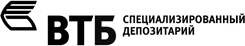 ВТБ СПЕЦИАЛИЗИРОВАННЫЙ
ДЕПОЗИТАРИЙ